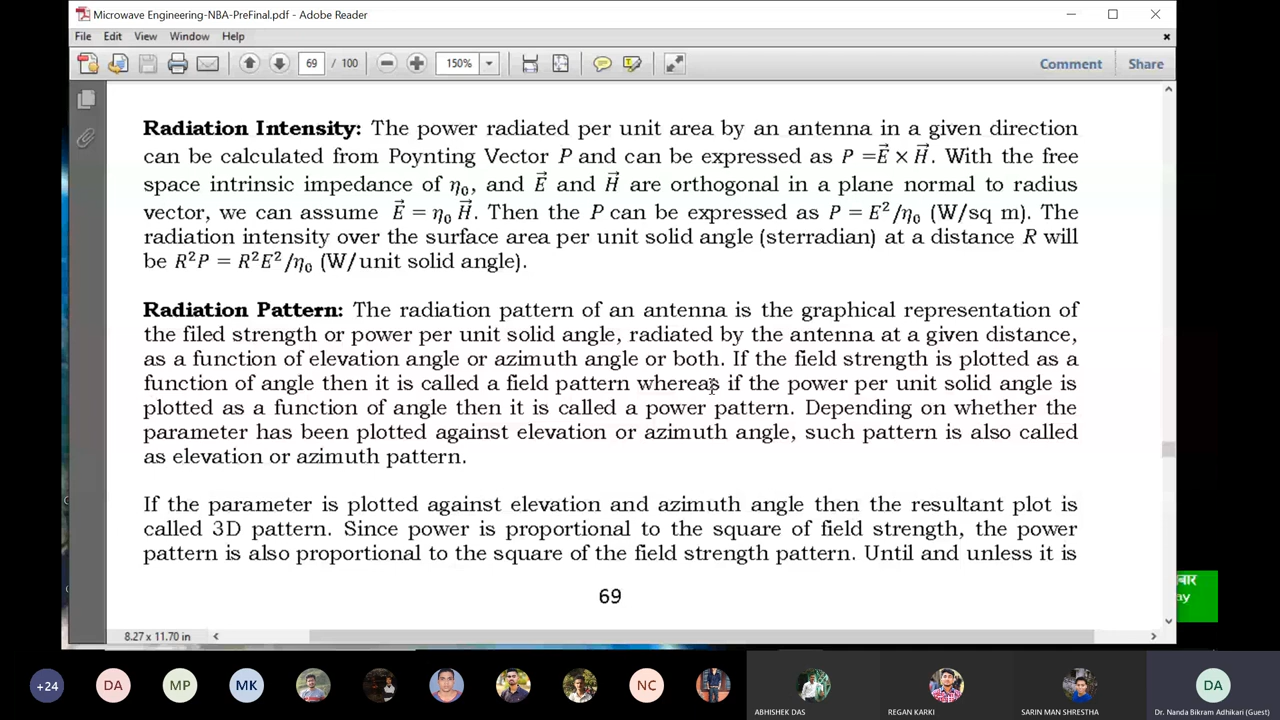 Microwave Engineering-NBA-PreFinal.pdf - Adobe Reader
File Edit View Window Help
69 / 100 150% Comment Share
Radiation Intensity: The power radiated per unit area by an antenna in a given direction
can be calculated from Poynting Vector P and can be expressed as P =E⃗ × H⃗. With the free
space intrinsic impedance of η₀, and E⃗ and H⃗ are orthogonal in a plane normal to radius
vector, we can assume E⃗ = η₀ H⃗. Then the P can be expressed as P = E²/η₀ (W/sq m). The
radiation intensity over the surface area per unit solid angle (sterradian) at a distance R will
be R²P = R²E²/η₀ (W/unit solid angle).
Radiation Pattern: The radiation pattern of an antenna is the graphical representation of
the filed strength or power per unit solid angle, radiated by the antenna at a given distance,
as a function of elevation angle or azimuth angle or both. If the field strength is plotted as a
function of angle then it is called a field pattern whereas if the power per unit solid angle is
plotted as a function of angle then it is called a power pattern. Depending on whether the
parameter has been plotted against elevation or azimuth angle, such pattern is also called
as elevation or azimuth pattern.
If the parameter is plotted against elevation and azimuth angle then the resultant plot is
called 3D pattern. Since power is proportional to the square of field strength, the power
pattern is also proportional to the square of the field strength pattern. Until and unless it is
69
8.27 x 11.70 in
+24 DA MP MK NC DA
ABHISHEK DAS REGAN KARKI SARIN MAN SHRESTHA Dr. Nanda Bikram Adhikari (Guest)